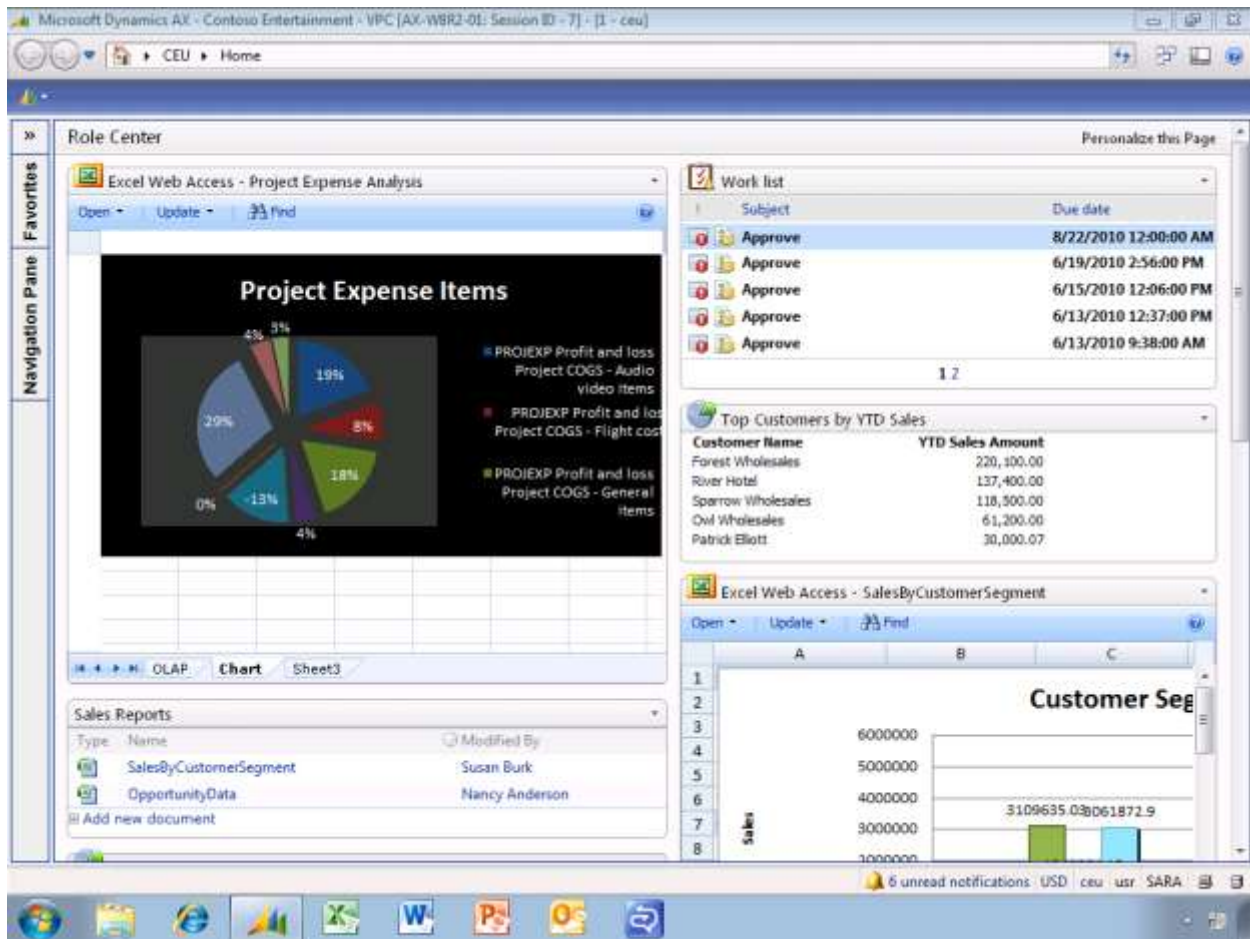 Microsoft Dynamics AX - Contoso Entertainment - VPC [AX-W8R2-01: Session ID - 7] - [1 - ceu]
CEU Home
Role Center
Personalize this Page
Favorites
Navigation Pane
Excel Web Access - Project Expense Analysis
Open Update Find
Project Expense Items
4%
3%
19%
29%
8%
18%
0%
-13%
4%
PROJEXP Profit and loss
Project COGS - Audio
video items
PROJEXP Profit and los
Project COGS - Flight cost
PROJEXP Profit and loss
Project COGS - General
items
OLAP Chart Sheet3
Sales Reports
Type Name Modified By
SalesByCustomerSegment Susan Burk
OpportunityData Nancy Anderson
Add new document
Work list
! Subject Due date
Approve 8/22/2010 12:00:00 AM
Approve 6/19/2010 2:56:00 PM
Approve 6/15/2010 12:06:00 PM
Approve 6/13/2010 12:37:00 PM
Approve 6/13/2010 9:38:00 AM
1 2
Top Customers by YTD Sales
Customer Name YTD Sales Amount
Forest Wholesales 220,100.00
River Hotel 137,400.00
Sparrow Wholesales 118,500.00
Owl Wholesales 61,200.00
Patrick Elliott 30,000.07
Excel Web Access - SalesByCustomerSegment
Open Update Find
A B C
1
2
3
4
5
6
7
8
Customer Seg
6000000
5000000
4000000
3000000
Sales
3109635.03
3061872.9
6 unread notifications USD ceu usr SARA